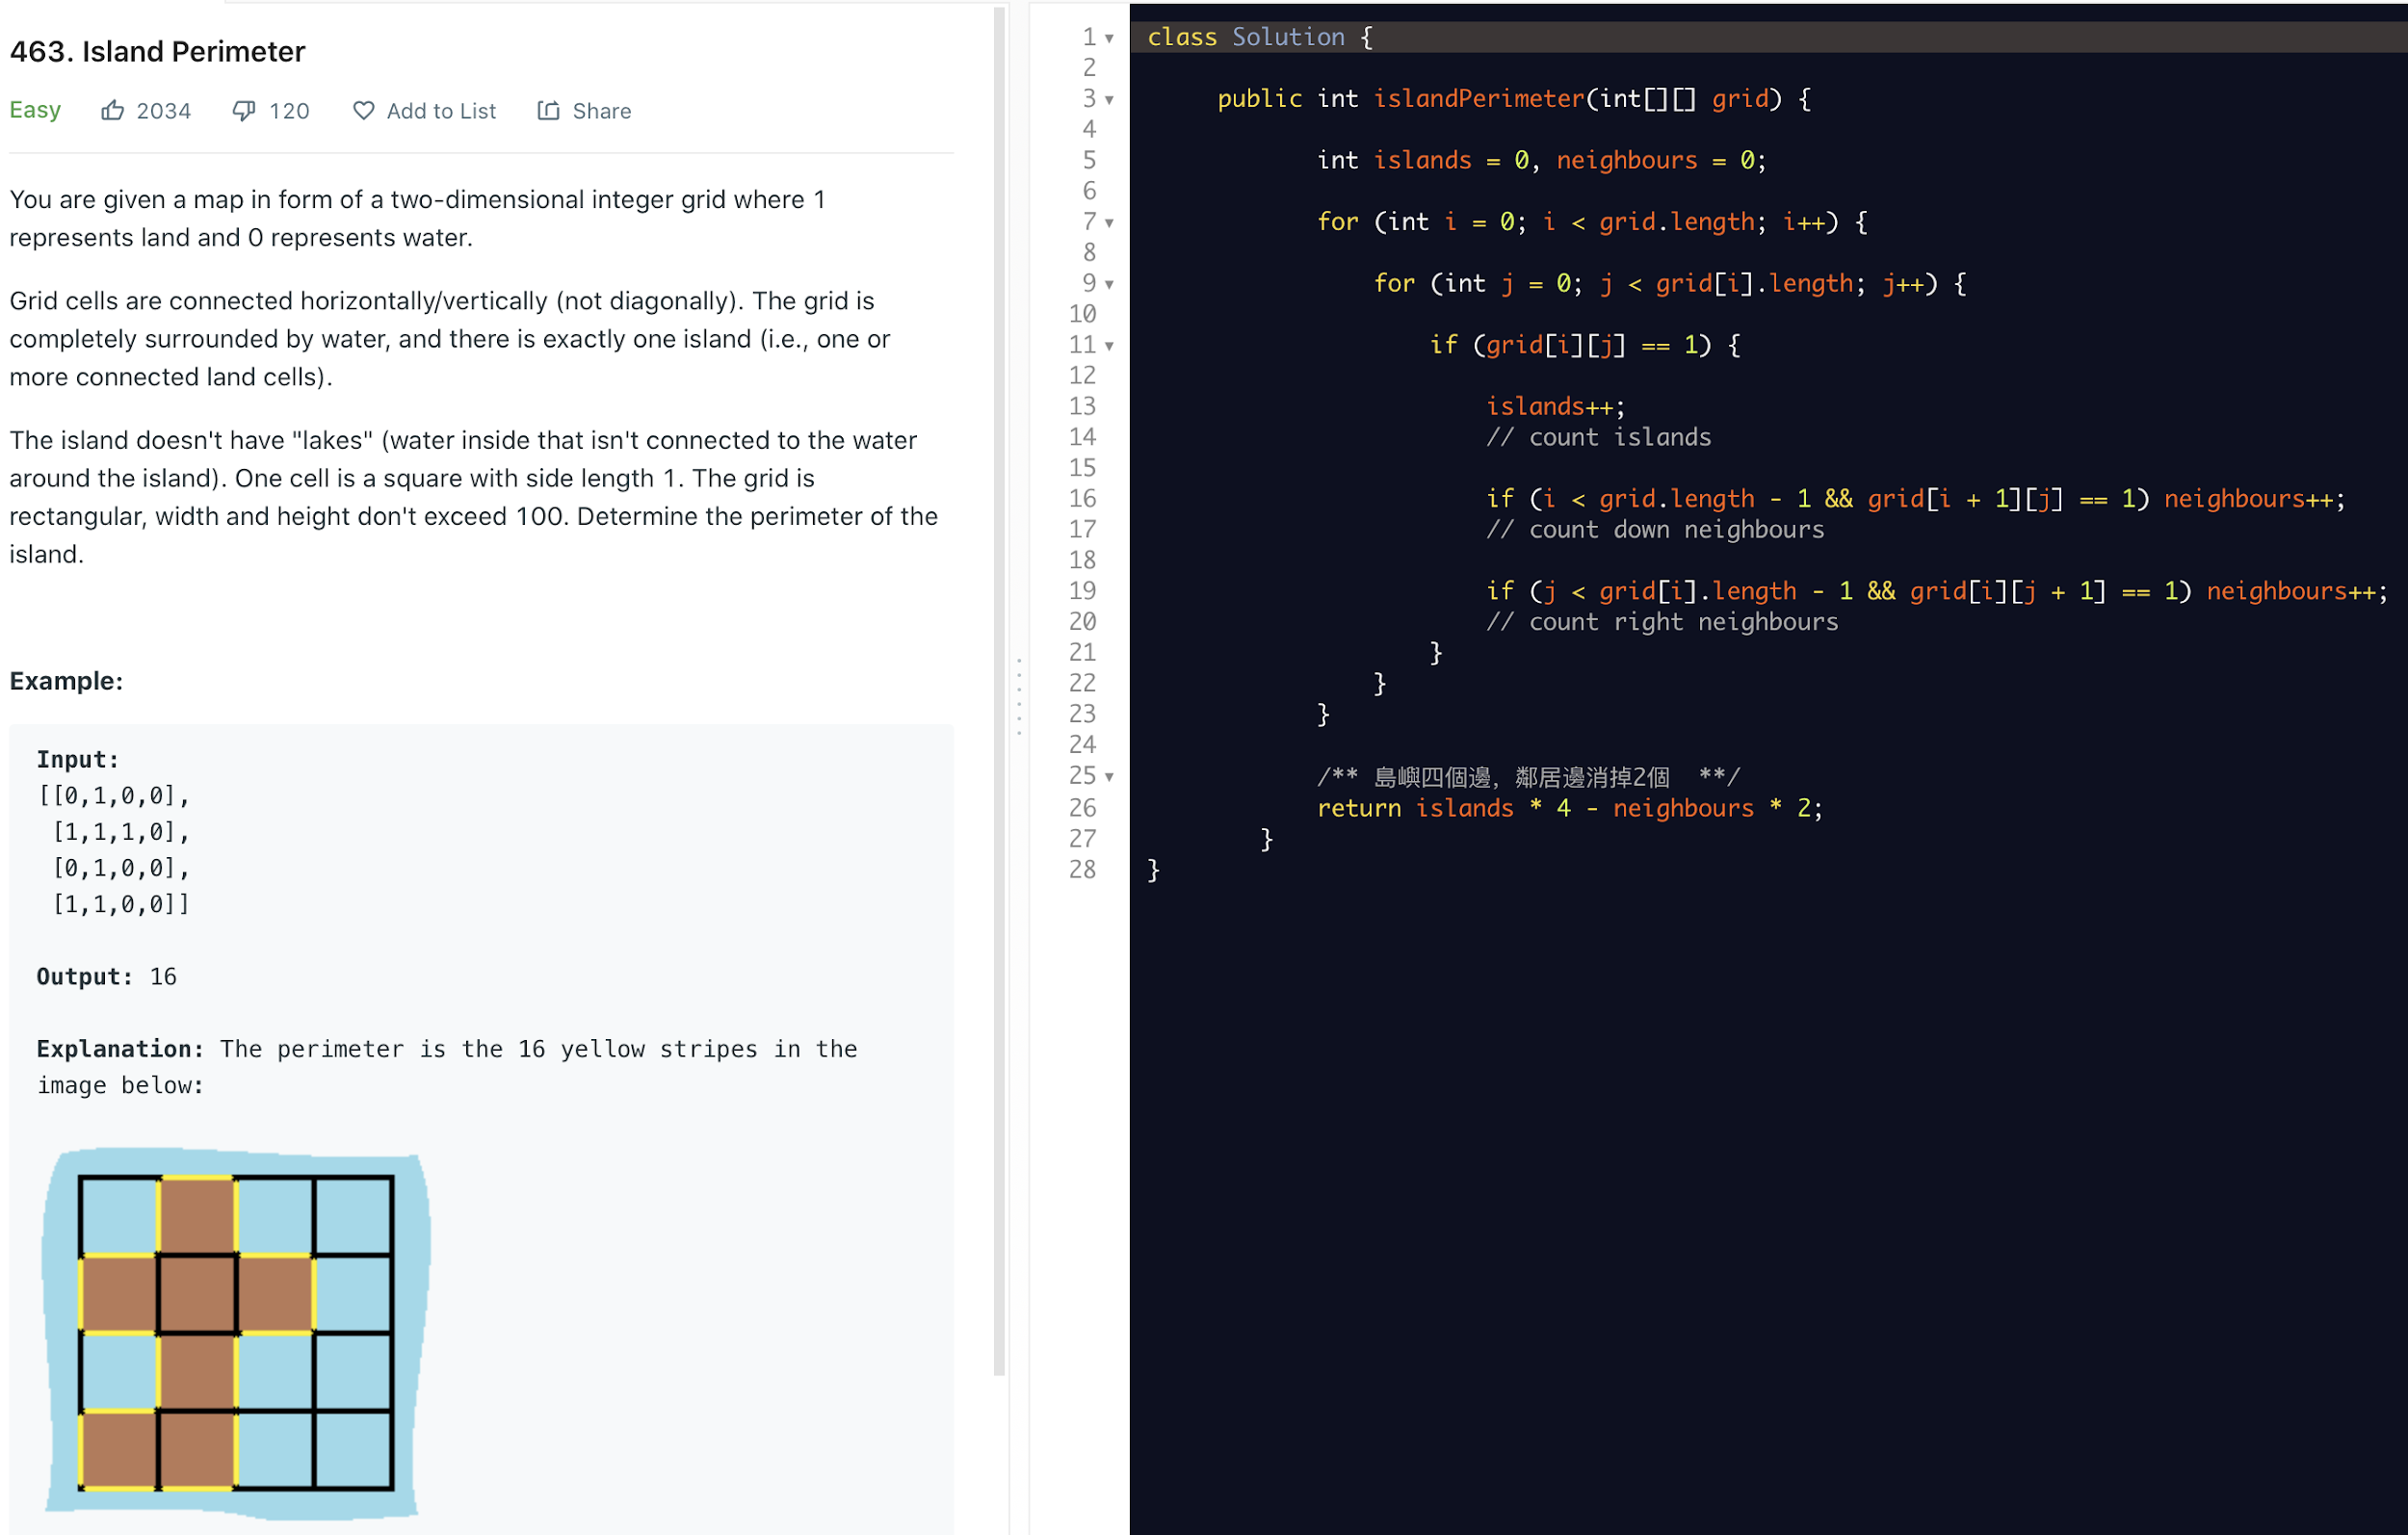 463. Island Perimeter
Easy 2034 120 Add to List Share
You are given a map in form of a two-dimensional integer grid where 1
represents land and 0 represents water.
Grid cells are connected horizontally/vertically (not diagonally). The grid is
completely surrounded by water, and there is exactly one island (i.e., one or
more connected land cells).
The island doesn't have "lakes" (water inside that isn't connected to the water
around the island). One cell is a square with side length 1. The grid is
rectangular, width and height don't exceed 100. Determine the perimeter of the
island.
Example:
Input:
[[0,1,0,0],
 [1,1,1,0],
 [0,1,0,0],
 [1,1,0,0]]
Output: 16
Explanation: The perimeter is the 16 yellow stripes in the
image below:
1 class Solution {
2
3 public int islandPerimeter(int[][] grid) {
4
5 int islands = 0, neighbours = 0;
6
7 for (int i = 0; i < grid.length; i++) {
8
9 for (int j = 0; j < grid[i].length; j++) {
10
11 if (grid[i][j] == 1) {
12
13 islands++;
14 // count islands
15
16 if (i < grid.length - 1 && grid[i + 1][j] == 1) neighbours++;
17 // count down neighbours
18
19 if (j < grid[i].length - 1 && grid[i][j + 1] == 1) neighbours++;
20 // count right neighbours
21 }
22 }
23 }
24
25 /** 島嶼四個邊, 鄰居邊消掉2個 **/
26 return islands * 4 - neighbours * 2;
27 }
28 }